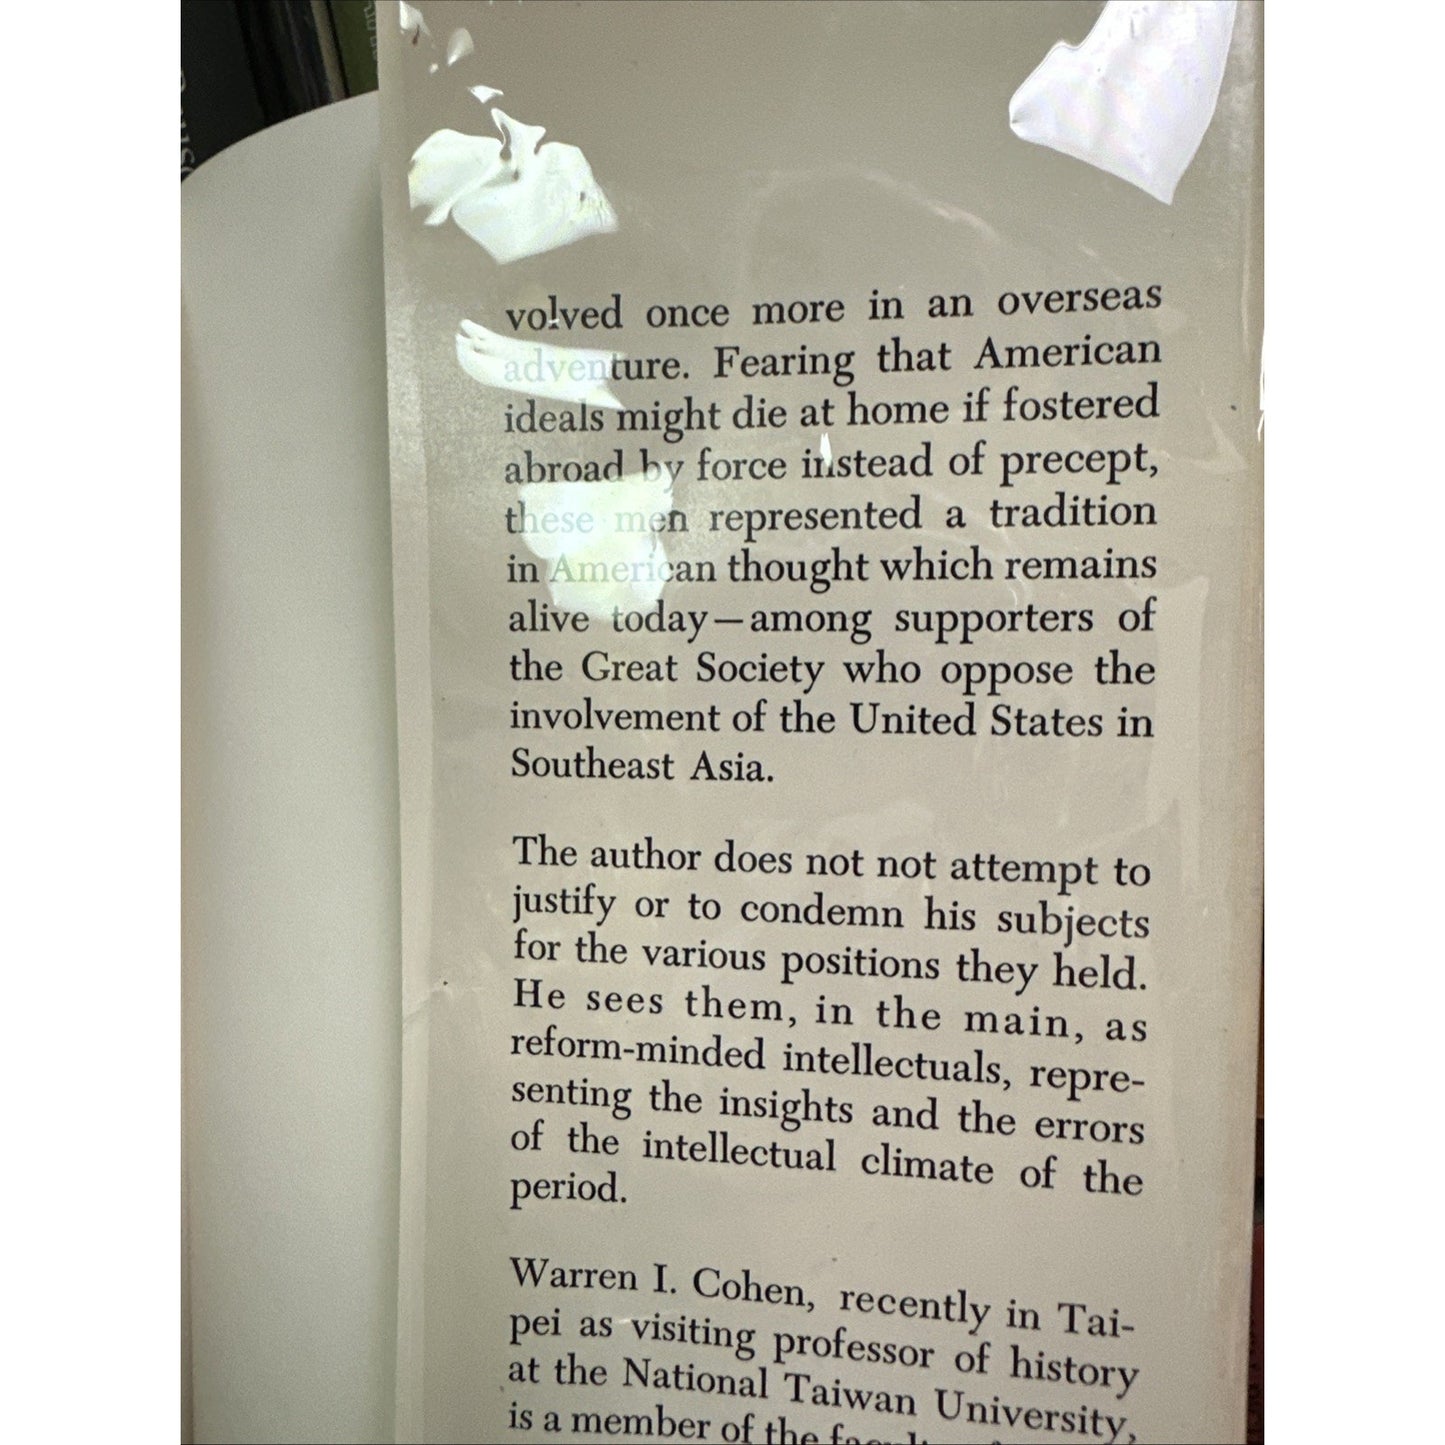 volved once more in an overseas
adventure. Fearing that American
ideals might die at home if fostered
abroad by force instead of precept,
these men represented a tradition
in American thought which remains
alive today—among supporters of
the Great Society who oppose the
involvement of the United States in
Southeast Asia.
The author does not not attempt to
justify or to condemn his subjects
for the various positions they held.
He sees them, in the main, as
reform-minded intellectuals, repre-
senting the insights and the errors
of the intellectual climate of the
period.
Warren I. Cohen, recently in Tai-
pei as visiting professor of history
at the National Taiwan University,
is a member of the